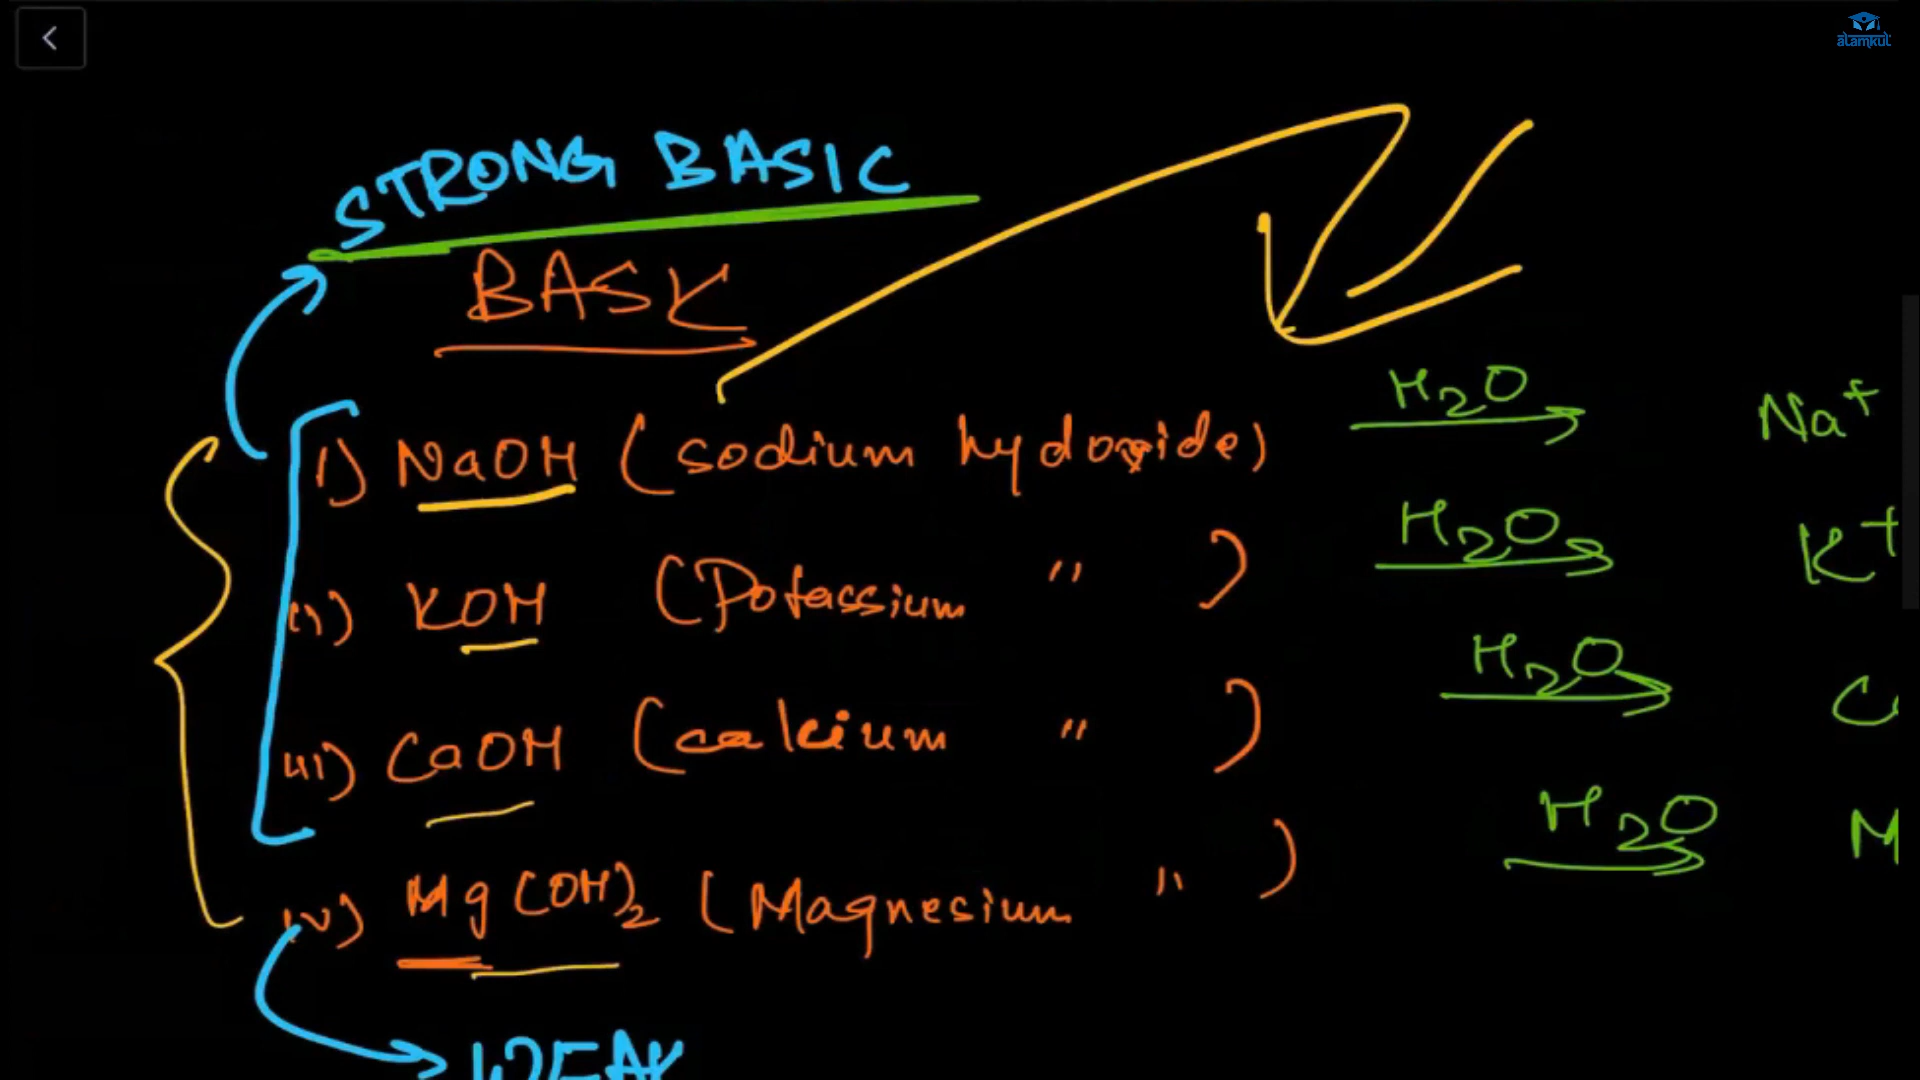 alamkul
STRONG BASIC
BASE
i) NaOH (sodium hydoxide) H2O Na+
(ii) KOH (Potassium " ) H2O K+
iii) CaOH (calcium " ) H2O C
iv) Mg(OH)2 (Magnesium " ) H2O M
WEAK